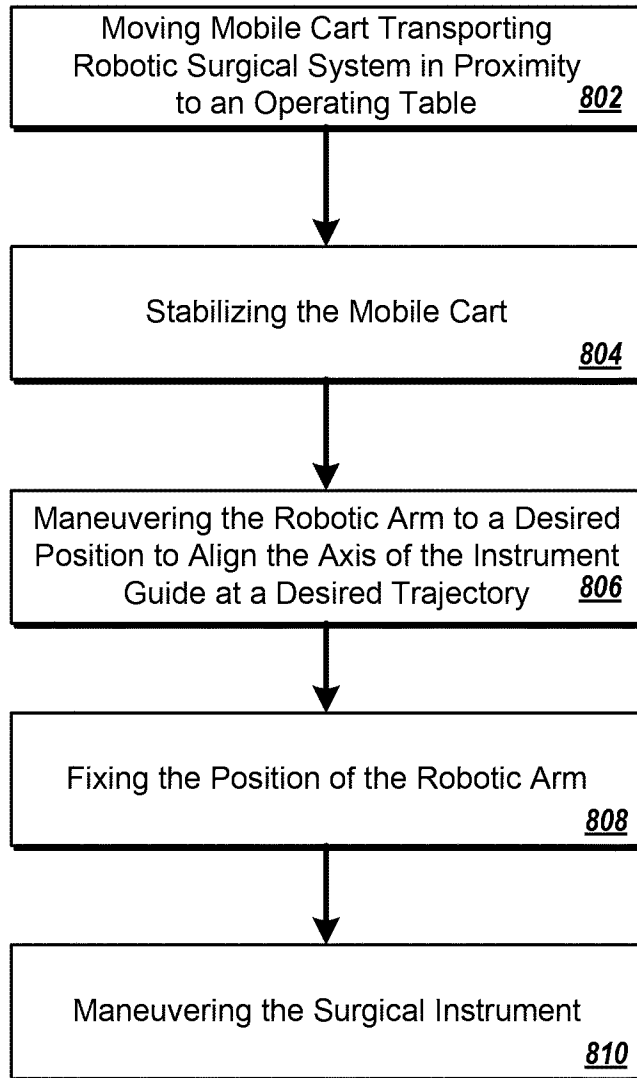 Moving Mobile Cart Transporting
Robotic Surgical System in Proximity
to an Operating Table
802
Stabilizing the Mobile Cart
804
Maneuvering the Robotic Arm to a Desired
Position to Align the Axis of the Instrument
Guide at a Desired Trajectory
806
Fixing the Position of the Robotic Arm
808
Maneuvering the Surgical Instrument
810